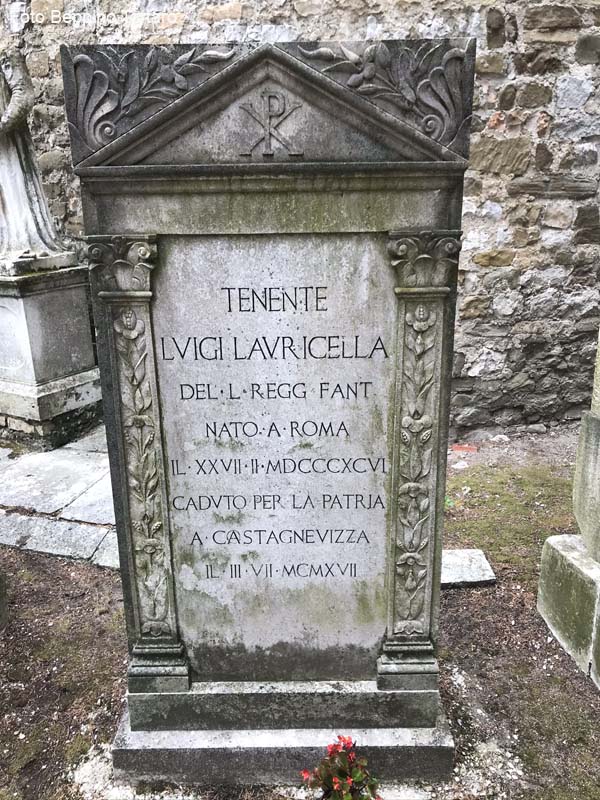 Foto Beppino Tartaro
TENENTE
LVIGI LAVRICELLA
DEL·L·REGG FANT
NATO·A·ROMA
IL·XXVII·II·MDCCCXCVI
CADVTO PER LA PATRIA
A·CASTAGNEVIZZA
IL·III·VII·MCMXVII